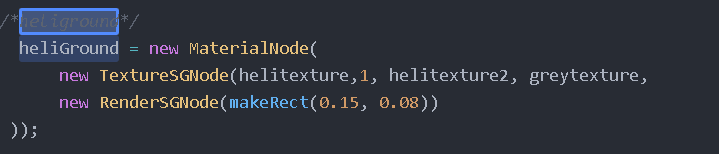 /*heliground*/
heliGround = new MaterialNode(
new TextureSGNode(helitexture,1, helitexture2, greytexture,
new RenderSGNode(makeRect(0.15, 0.08))
));